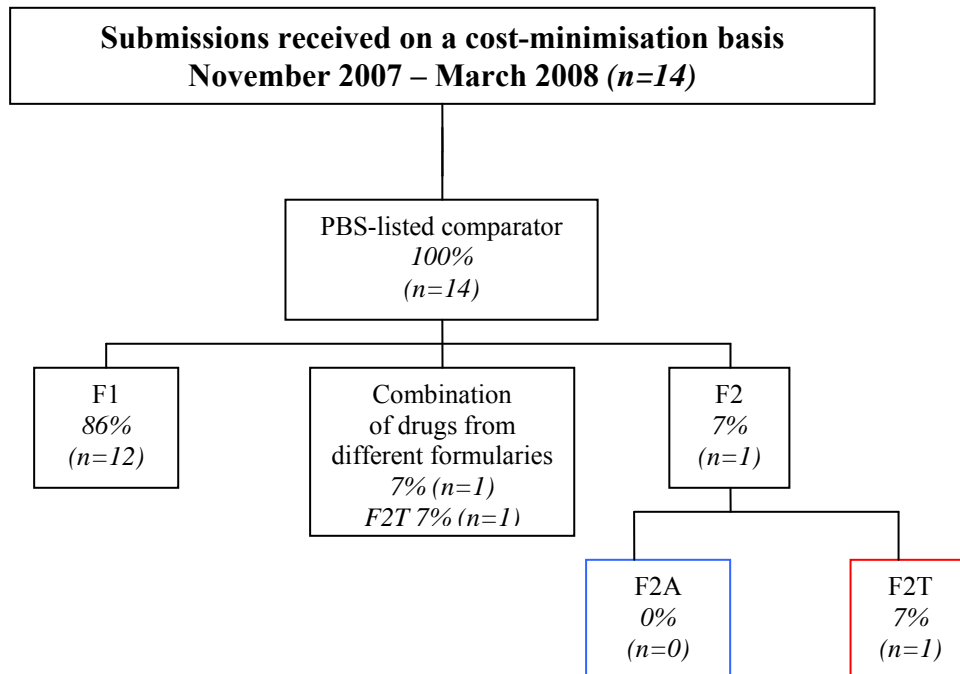 Submissions received on a cost-minimisation basis
November 2007 – March 2008 (n=14)
PBS-listed comparator
100%
(n=14)
F1
86%
(n=12)
Combination
of drugs from
different formularies
7% (n=1)
F2T 7% (n=1)
F2
7%
(n=1)
F2A
0%
(n=0)
F2T
7%
(n=1)